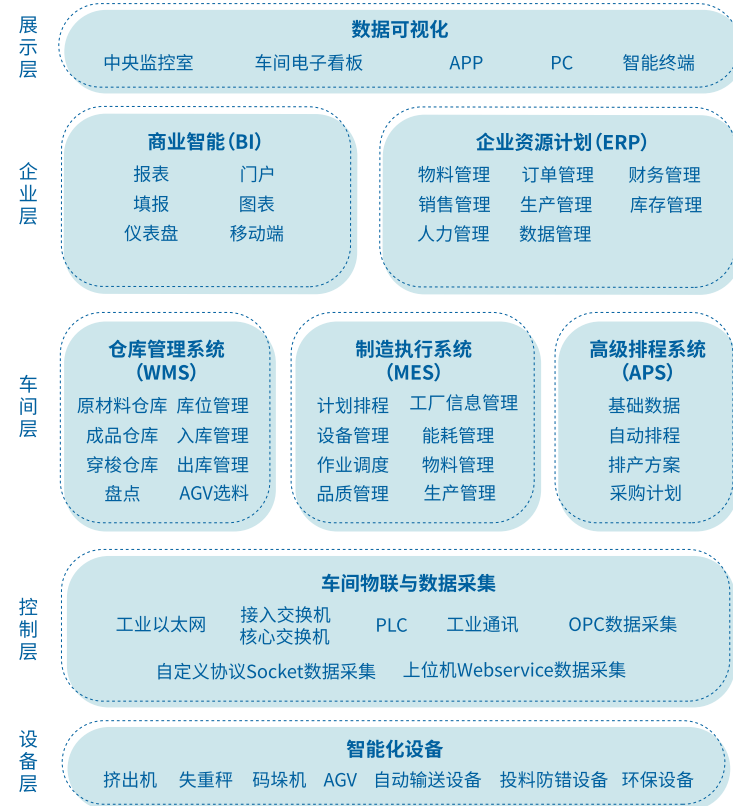 展示层
数据可视化
中央监控室 车间电子看板 APP PC 智能终端
企业层
商业智能（BI）
报表 门户
填报 图表
仪表盘 移动端
企业资源计划（ERP）
物料管理 订单管理 财务管理
销售管理 生产管理 库存管理
人力管理 数据管理
车间层
仓库管理系统
（WMS）
原材料仓库 库位管理
成品仓库 入库管理
穿梭仓库 出库管理
盘点 AGV选料
制造执行系统
（MES）
计划排程 工厂信息管理
设备管理 能耗管理
作业调度 物料管理
品质管理 生产管理
高级排程系统
（APS）
基础数据
自动排程
排产方案
采购计划
控制层
车间物联与数据采集
工业以太网 接入交换机 PLC 工业通讯 OPC数据采集
核心交换机
自定义协议Socket数据采集 上位机Webservice数据采集
设备层
智能化设备
挤出机 失重秤 码垛机 AGV 自动输送设备 投料防错设备 环保设备